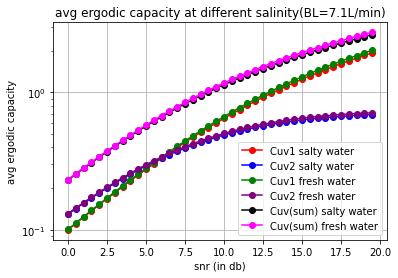 avg ergodic capacity at different salinity(BL=7.1L/min)
avg ergodic capacity
10⁰
10⁻¹
Cuv1 salty water
Cuv2 salty water
Cuv1 fresh water
Cuv2 fresh water
Cuv(sum) salty water
Cuv(sum) fresh water
0.0 2.5 5.0 7.5 10.0 12.5 15.0 17.5 20.0
snr (in db)